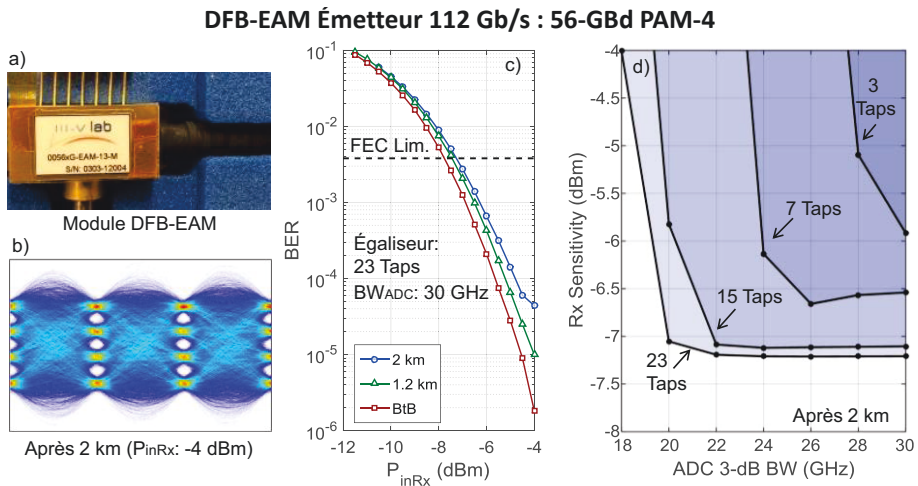 DFB-EAM Émetteur 112 Gb/s : 56-GBd PAM-4
a)
lab
0056xG-EAM-13-M
S/N: 0303-12004
Module DFB-EAM
b)
Après 2 km (PinRx: -4 dBm)
c)
10-1
10-2
10-3
10-4
10-5
10-6
BER
FEC Lim.
Égaliseur:
23 Taps
BWADC: 30 GHz
2 km
1.2 km
BtB
-12 -10 -8 -6 -4
PinRx (dBm)
d)
-4
-4.5
-5
-5.5
-6
-6.5
-7
-7.5
-8
Rx Sensitivity (dBm)
3
Taps
7 Taps
15 Taps
23
Taps
Après 2 km
18 20 22 24 26 28 30
ADC 3-dB BW (GHz)